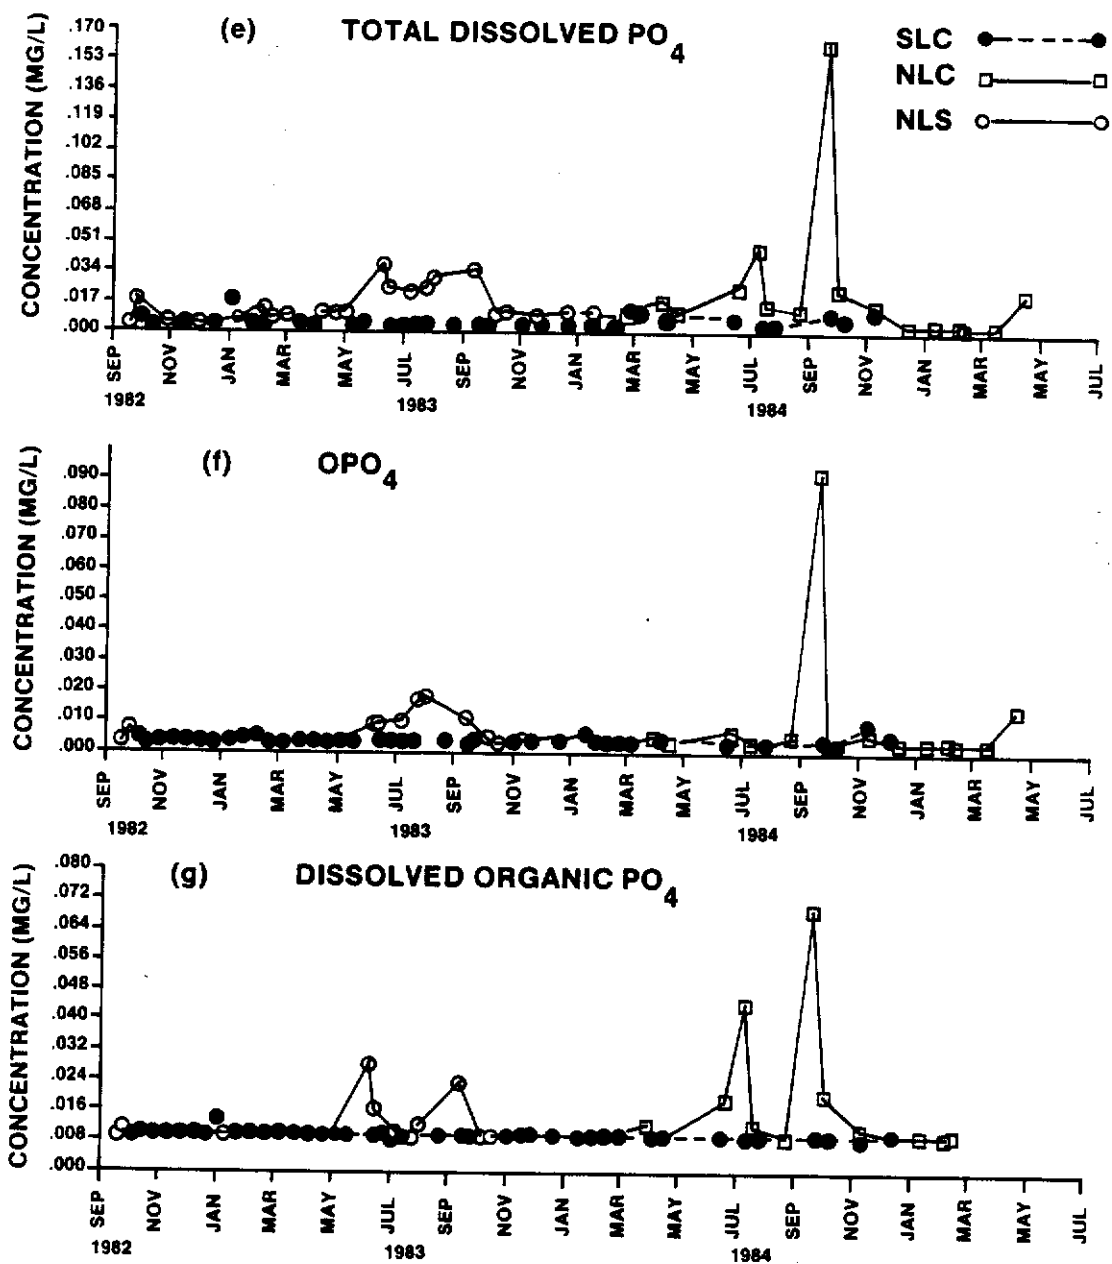 (e) TOTAL DISSOLVED PO4
SLC
NLC
NLS
CONCENTRATION (MG/L)
.170
.153
.136
.119
.102
.085
.068
.051
.034
.017
.000
SEP NOV JAN MAR MAY JUL SEP NOV JAN MAR MAY JUL SEP NOV JAN MAR MAY JUL
1982 1983 1984
(f) OPO4
CONCENTRATION (MG/L)
.090
.080
.070
.060
.050
.040
.030
.020
.010
.000
SEP NOV JAN MAR MAY JUL SEP NOV JAN MAR MAY JUL SEP NOV JAN MAR MAY JUL
1982 1983 1984
(g) DISSOLVED ORGANIC PO4
CONCENTRATION (MG/L)
.080
.072
.064
.056
.048
.040
.032
.024
.016
.008
.000
SEP NOV JAN MAR MAY JUL SEP NOV JAN MAR MAY JUL SEP NOV JAN MAR MAY JUL
1982 1983 1984